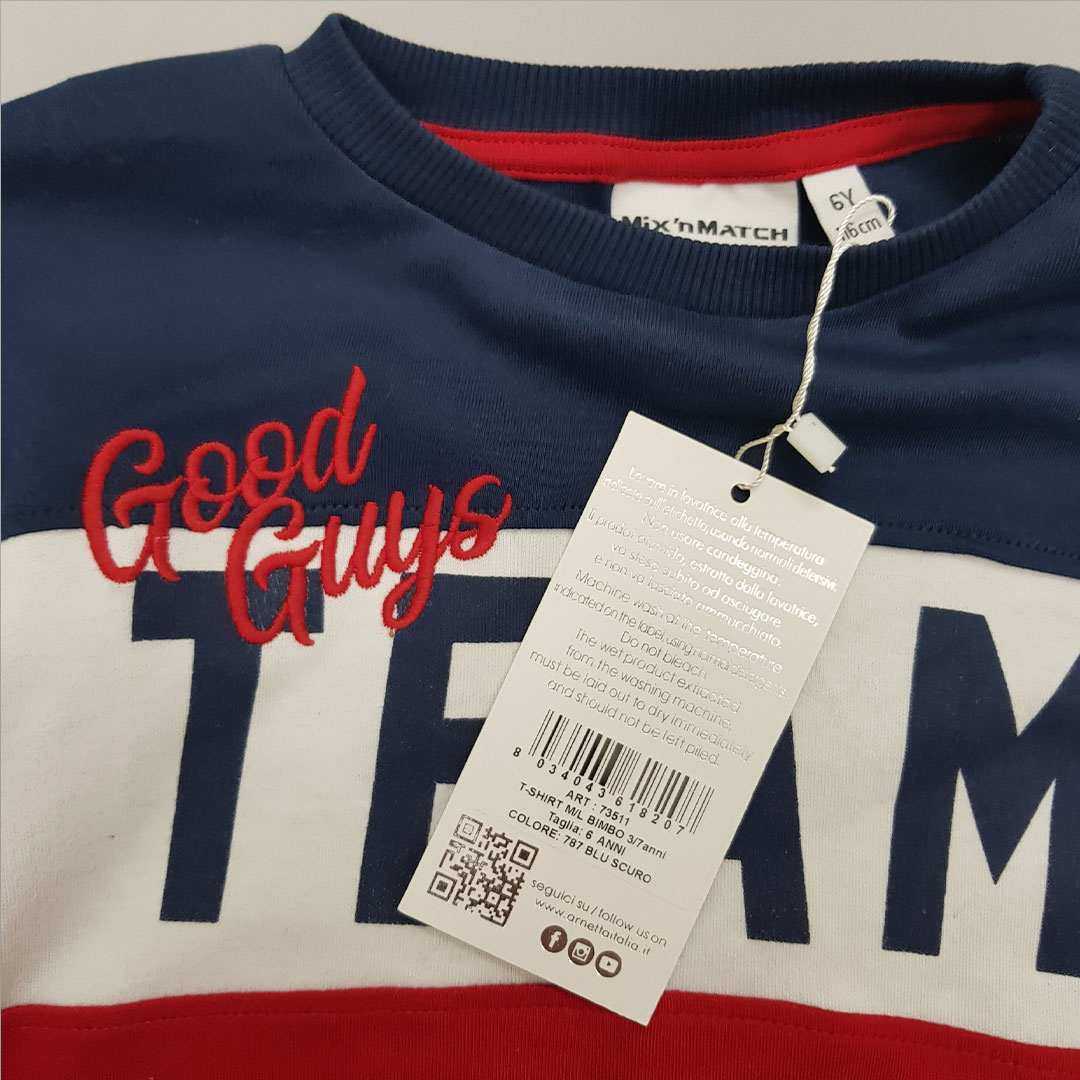 Mix'n MATCH
6Y
6cm
Good
Guys
TEAM
Lavare in lavatrice alla temperatura
indicata sull'etichetta, usando normali detersivi.
Non usare candeggina.
Il prodotto umido, estratto dalla lavatrice,
va steso subito ad asciugare
e non va lasciato ammucchiato.
Machine wash at the temperature
indicated on the label using normal detergents.
Do not bleach.
The wet product extracted
from the washing machine,
must be laid out to dry immediately
and should not be left piled.
8 034043 618207
ART : 73511
T-SHIRT M/L BIMBO 3/7anni
Taglia: 6 ANNI
COLORE: 787 BLU SCURO
seguici su / follow us on
www.arnettaitalia.it